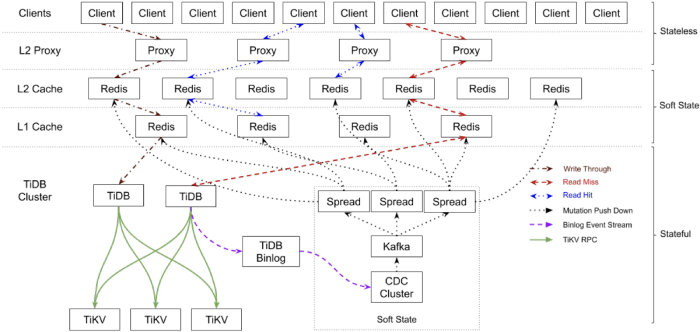 Clients
Client Client Client Client Client Client Client Client Client Client Client
Stateless
L2 Proxy
Proxy Proxy Proxy Proxy
L2 Cache
Redis Redis Redis Redis Redis Redis
Soft State
L1 Cache
Redis Redis Redis Redis
TiDB
Cluster
TiDB TiDB
Spread Spread Spread
Write Through
Read Miss
Read Hit
Mutation Push Down
Binlog Event Stream
TiKV RPC
Stateful
TiDB
Binlog
Kafka
CDC
Cluster
TiKV TiKV TiKV
Soft State